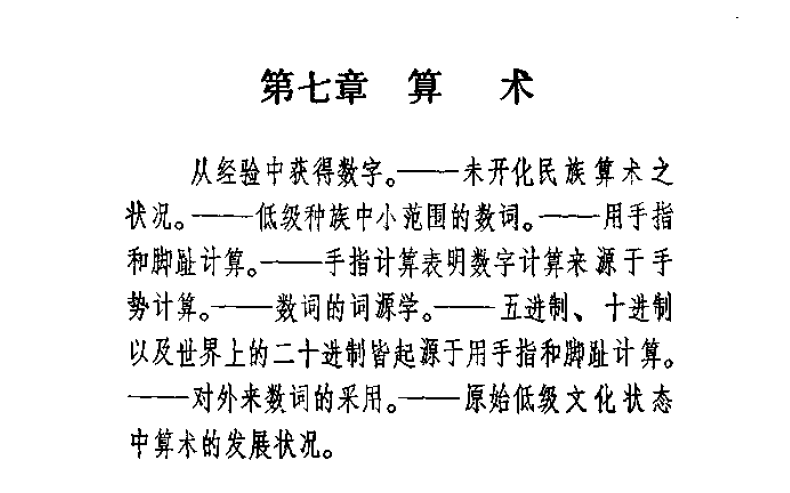 第七章 算 术
从经验中获得数字。——未开化民族算术之
状况。——低级种族中小范围的数词。——用手指
和脚趾计算。——手指计算表明数字计算来源于手
势计算。——数词的词源学。——五进制、十进制
以及世界上的二十进制皆起源于用手指和脚趾计算。
——对外来数词的采用。——原始低级文化状态
中算术的发展状况。